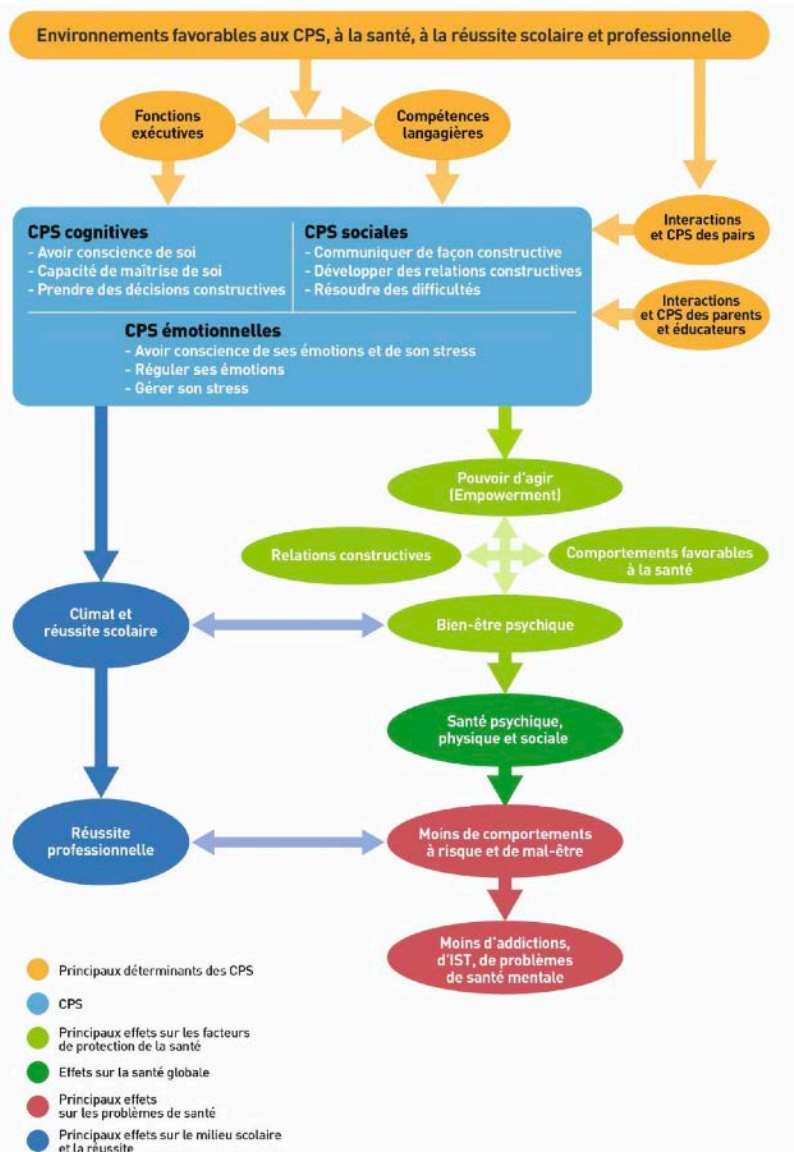 Environnements favorables aux CPS, à la santé, à la réussite scolaire et professionnelle
Fonctions
exécutives
Compétences
langagières
CPS cognitives
- Avoir conscience de soi
- Capacité de maîtrise de soi
- Prendre des décisions constructives
CPS sociales
- Communiquer de façon constructive
- Développer des relations constructives
- Résoudre des difficultés
Interactions
et CPS des pairs
Interactions
et CPS des parents
et éducateurs
CPS émotionnelles
- Avoir conscience de ses émotions et de son stress
- Réguler ses émotions
- Gérer son stress
Pouvoir d'agir
(Empowerment)
Relations constructives
Comportements favorables
à la santé
Climat et
réussite scolaire
Bien-être psychique
Santé psychique,
physique et sociale
Réussite
professionnelle
Moins de comportements
à risque et de mal-être
Moins d'addictions,
d'IST, de problèmes
de santé mentale
Principaux déterminants des CPS
CPS
Principaux effets sur les facteurs
de protection de la santé
Effets sur la santé globale
Principaux effets
sur les problèmes de santé
Principaux effets sur le milieu scolaire
et la réussite